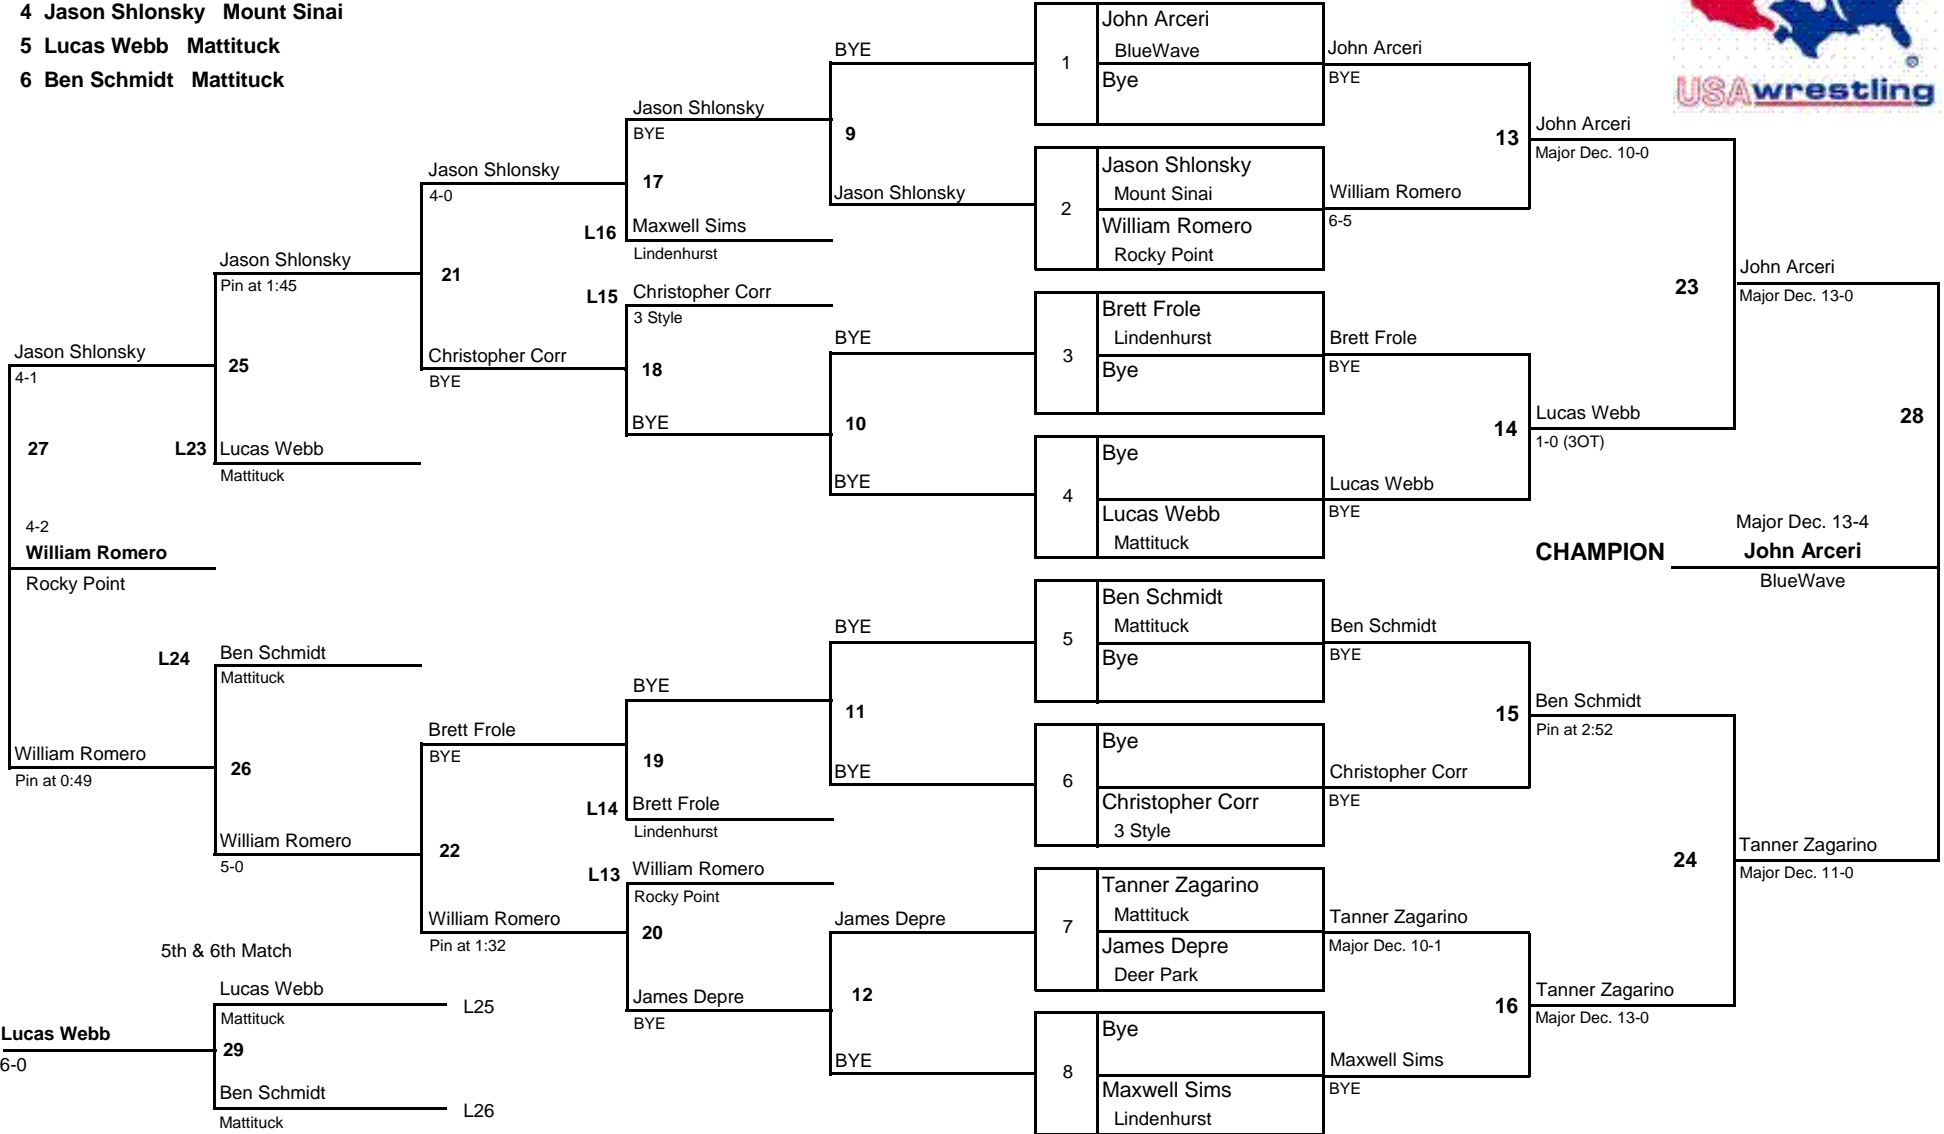 4 Jason Shlonsky Mount Sinai
5 Lucas Webb Mattituck
6 Ben Schmidt Mattituck
USAwrestling
Jason Shlonsky
4-1
27
4-2
William Romero
Rocky Point
William Romero
Pin at 0:49
Jason Shlonsky
Pin at 1:45
25
L23
Lucas Webb
Mattituck
L24
Ben Schmidt
Mattituck
26
William Romero
5-0
5th & 6th Match
Lucas Webb
L25
Mattituck
Lucas Webb
29
6-0
Ben Schmidt
L26
Mattituck
Jason Shlonsky
4-0
21
Christopher Corr
BYE
Brett Frole
BYE
22
William Romero
Pin at 1:32
Jason Shlonsky
BYE
17
L16
Maxwell Sims
Lindenhurst
L15
Christopher Corr
3 Style
18
BYE
BYE
19
L14
Brett Frole
Lindenhurst
L13
William Romero
Rocky Point
20
James Depre
BYE
BYE
9
Jason Shlonsky
BYE
10
BYE
BYE
11
BYE
James Depre
12
BYE
1
John Arceri
BlueWave
Bye
2
Jason Shlonsky
Mount Sinai
William Romero
Rocky Point
3
Brett Frole
Lindenhurst
Bye
4
Bye
Lucas Webb
Mattituck
5
Ben Schmidt
Mattituck
Bye
6
Bye
Christopher Corr
3 Style
7
Tanner Zagarino
Mattituck
James Depre
Deer Park
8
Bye
Maxwell Sims
Lindenhurst
John Arceri
BYE
13
William Romero
6-5
Brett Frole
BYE
14
Lucas Webb
BYE
Ben Schmidt
BYE
15
Christopher Corr
BYE
Tanner Zagarino
Major Dec. 10-1
16
Maxwell Sims
BYE
John Arceri
Major Dec. 10-0
23
Lucas Webb
1-0 (3OT)
Ben Schmidt
Pin at 2:52
24
Tanner Zagarino
Major Dec. 13-0
John Arceri
Major Dec. 13-0
28
Major Dec. 13-4
CHAMPION John Arceri
BlueWave
Tanner Zagarino
Major Dec. 11-0